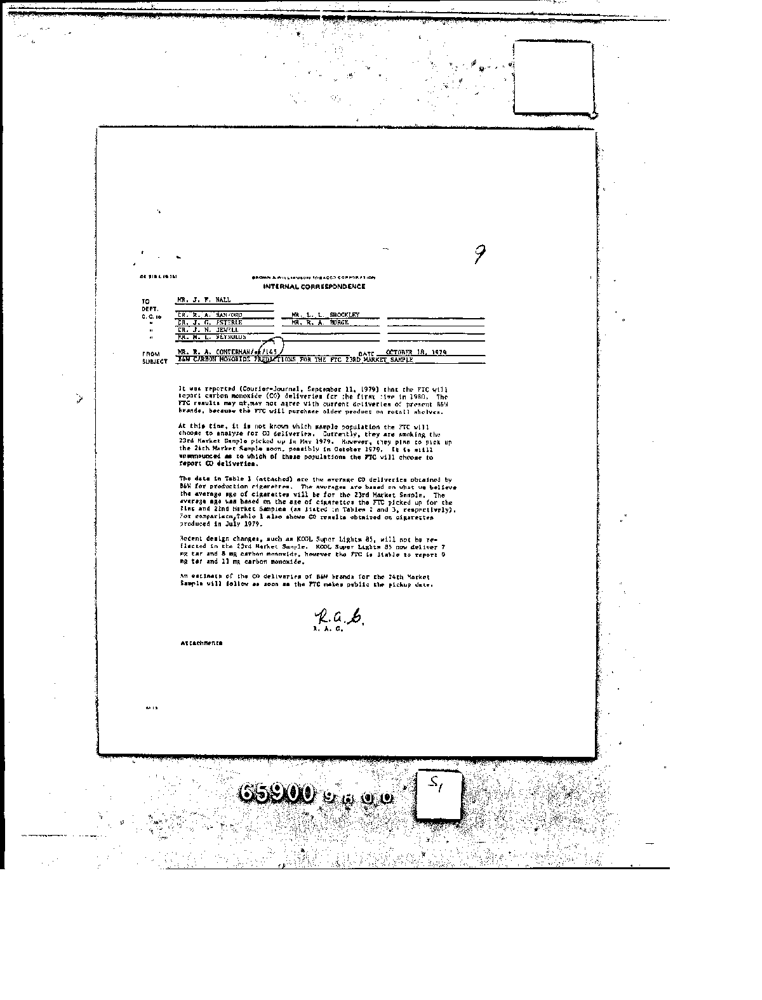 9
BROWN & WILLIAMSON TOBACCO CORPORATION
INTERNAL CORRESPONDENCE
TO MR. J. F. HALL
DEPT.
C. C. to DR. R. A. SANFORD MR. L. L. BROCKLEY
" DR. J. G. ESTERLE MR. R. A. BURGE
" DR. J. N. JEWELL
" MR. M. L. REYNOLDS
FROM MR. R. A. GONTERMAN DATE OCTOBER 18, 1979
SUBJECT B&W CARBON MONOXIDE PREDICTIONS FOR THE FTC 23RD MARKET SAMPLE
It was reported (Courier-Journal, September 11, 1979) that the FTC will
report carbon monoxide (CO) deliveries for the first time in 1980. The
FTC results may or may not agree with current deliveries of present B&W
brands, because the FTC will purchase older product on retail shelves.
At this time, it is not known which sample population the FTC will
choose to analyze for CO deliveries. Currently, they are smoking the
23rd Market Sample picked up in May 1979. However, they plan to pick up
the 24th Market Sample soon, possibly in October 1979. It is still
unannounced as to which of these populations the FTC will choose to
report CO deliveries.
The data in Table 1 (attached) are the average CO deliveries obtained by
B&W for production cigarettes. The averages are based on what we believe
the average age of cigarettes will be for the 23rd Market Sample. The
average age was based on the age of cigarettes the FTC picked up for the
21st and 22nd Market Samples (as listed in Tables 2 and 3, respectively).
For comparison, Table 1 also shows CO results obtained on cigarettes
produced in July 1979.
Recent design changes, such as KOOL Super Lights 85, will not be re-
flected in the 23rd Market Sample. KOOL Super Lights 85 now deliver 7
mg tar and 8 mg carbon monoxide, however the FTC is liable to report 9
mg tar and 11 mg carbon monoxide.
An estimate of the CO deliveries of B&W brands for the 24th Market
Sample will follow as soon as the FTC makes public the pickup date.
R.A.G.
R. A. G.
Attachments
65900 9800
S1